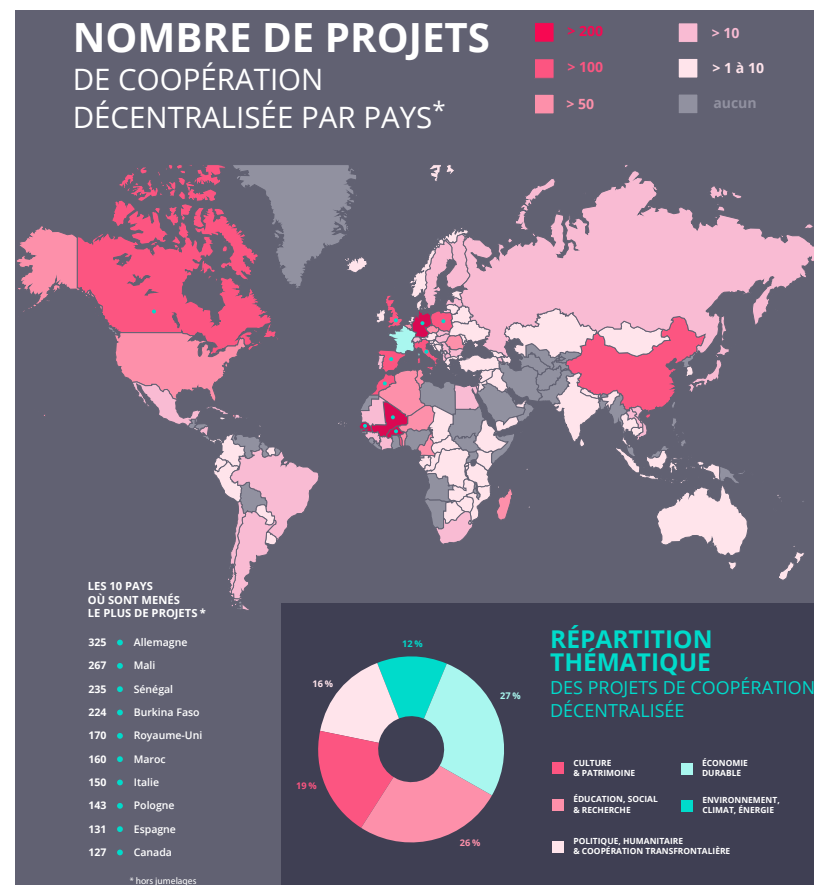 NOMBRE DE PROJETS
DE COOPÉRATION
DÉCENTRALISÉE PAR PAYS*
> 200
> 100
> 50
> 10
> 1 à 10
aucun
LES 10 PAYS
OÙ SONT MENÉS
LE PLUS DE PROJETS *
325 Allemagne
267 Mali
235 Sénégal
224 Burkina Faso
170 Royaume-Uni
160 Maroc
150 Italie
143 Pologne
131 Espagne
127 Canada
* hors jumelages
12 %
27 %
26 %
19 %
16 %
RÉPARTITION
THÉMATIQUE
DES PROJETS DE COOPÉRATION
DÉCENTRALISÉE
CULTURE
& PATRIMOINE
ÉCONOMIE
DURABLE
ÉDUCATION, SOCIAL
& RECHERCHE
ENVIRONNEMENT,
CLIMAT, ÉNERGIE
POLITIQUE, HUMANITAIRE
& COOPÉRATION TRANSFRONTALIÈRE